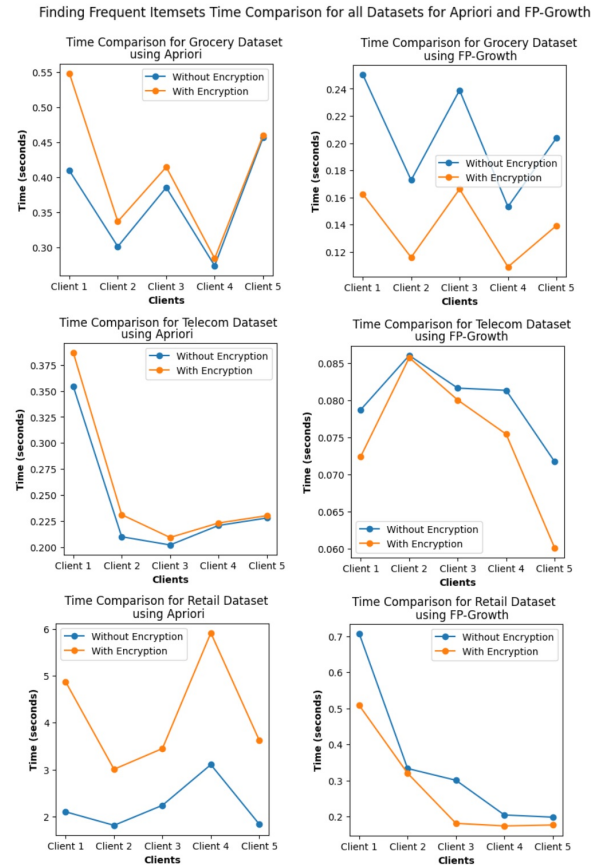 Finding Frequent Itemsets Time Comparison for all Datasets for Apriori and FP-Growth
Time Comparison for Grocery Dataset
using Apriori
Without Encryption
With Encryption
0.55
0.50
0.45
0.40
0.35
0.30
Time (seconds)
Client 1 Client 2 Client 3 Client 4 Client 5
Clients
Time Comparison for Grocery Dataset
using FP-Growth
Without Encryption
With Encryption
0.24
0.22
0.20
0.18
0.16
0.14
0.12
Time (seconds)
Client 1 Client 2 Client 3 Client 4 Client 5
Clients
Time Comparison for Telecom Dataset
using Apriori
Without Encryption
With Encryption
0.375
0.350
0.325
0.300
0.275
0.250
0.225
0.200
Time (seconds)
Client 1 Client 2 Client 3 Client 4 Client 5
Clients
Time Comparison for Telecom Dataset
using FP-Growth
0.085
0.080
0.075
0.070
0.065
0.060
Time (seconds)
Without Encryption
With Encryption
Client 1 Client 2 Client 3 Client 4 Client 5
Clients
Time Comparison for Retail Dataset
using Apriori
Without Encryption
With Encryption
6
5
4
3
2
Time (seconds)
Client 1 Client 2 Client 3 Client 4 Client 5
Clients
Time Comparison for Retail Dataset
using FP-Growth
Without Encryption
With Encryption
0.7
0.6
0.5
0.4
0.3
0.2
Time (seconds)
Client 1 Client 2 Client 3 Client 4 Client 5
Clients